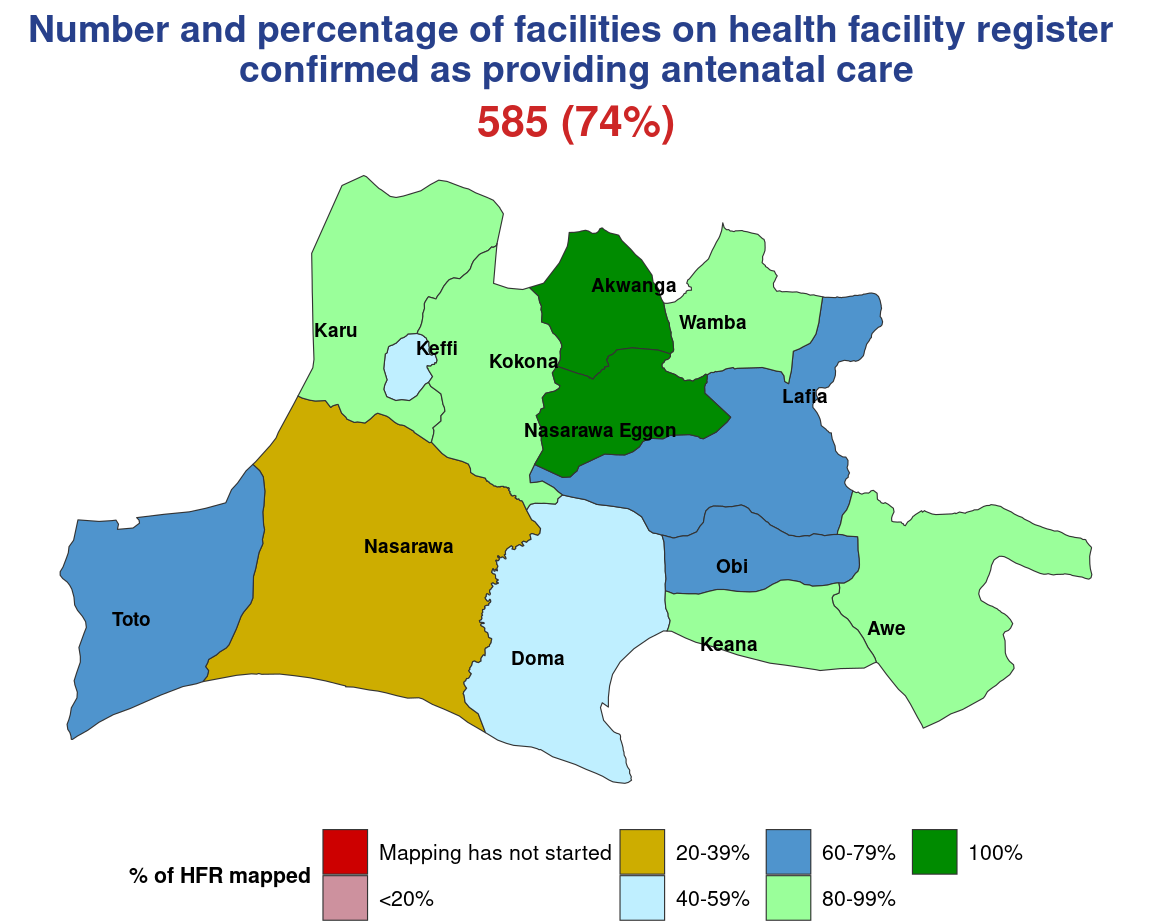 Number and percentage of facilities on health facility register
confirmed as providing antenatal care
585 (74%)
Akwanga
Wamba
Karu
Keffi
Kokona
Lafia
Nasarawa Eggon
Nasarawa
Obi
Toto
Awe
Keana
Doma
% of HFR mapped
Mapping has not started
<20%
20-39%
40-59%
60-79%
80-99%
100%